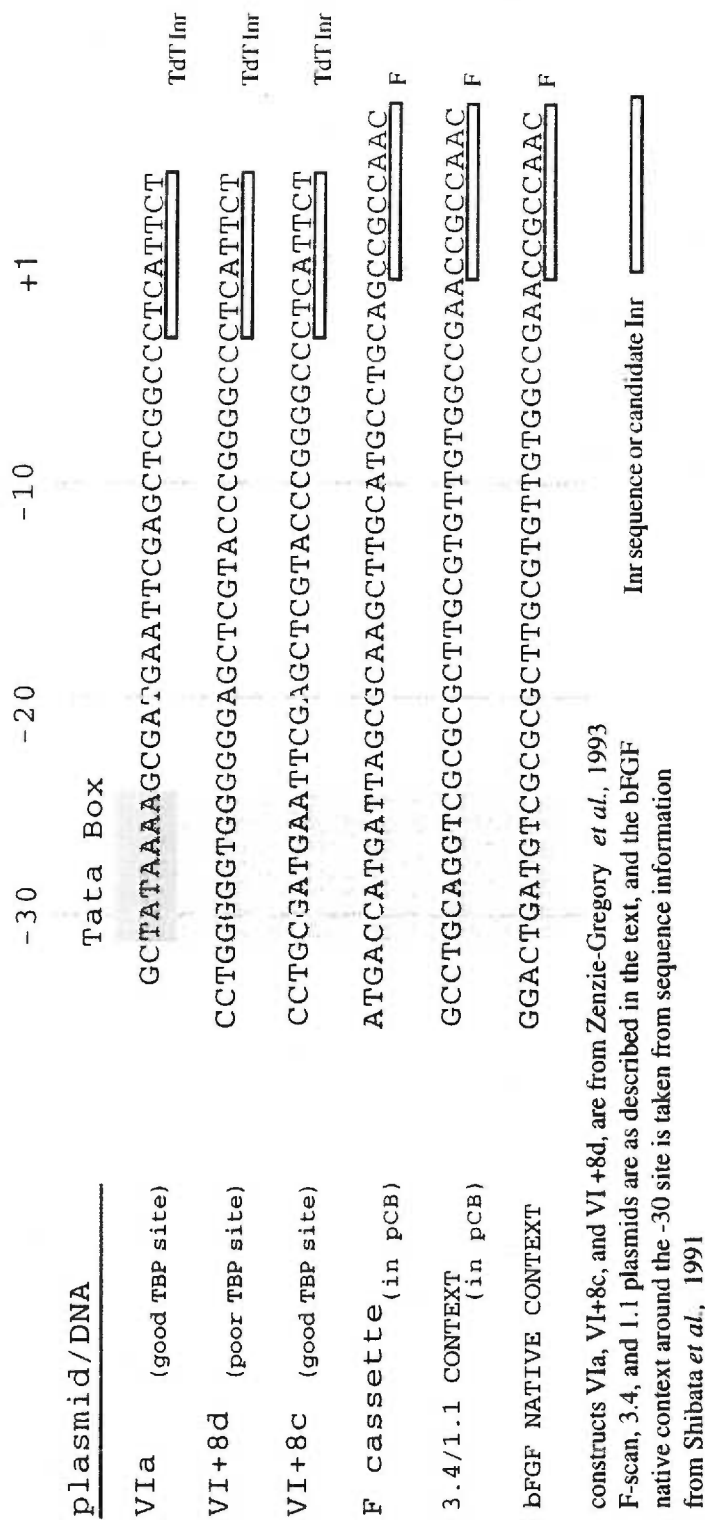 -30 -20 -10 +1
plasmid/DNA Tata Box
VIa (good TBP site) GCTATAAAAGCGATGAATTCGAGCTCGGCCCTCATTCT TdT Inr
VI+8d (poor TBP site) CCTGGGGGTGGGGGGGAGCTCGTACCCGGGGCCCTCATTCT TdT Inr
VI+8c (good TBP site) CCTGCGATGAATTCGAGCTCGTACCCGGGGCCCTCATTCT TdT Inr
F cassette (in pCB) ATGACCATGATTAGCGCAAGCTTGCATGCCTGCAGCCGCCAAC F
3.4/1.1 CONTEXT (in pCB) GCCTGCAGGTCGCGCGCTTGCGTGTTGTGGCCGAACCGCCAAC F
bFGF NATIVE CONTEXT GGACTGATGTCGCGCGCTTGCGTGTTGTGGCCGAACCGCCAAC F
constructs VIa, VI+8c, and VI +8d, are from Zenzie-Gregory et al., 1993
F-scan, 3.4, and 1.1 plasmids are as described in the text, and the bFGF
native context around the -30 site is taken from sequence information
from Shibata et al., 1991
Inr sequence or candidate Inr